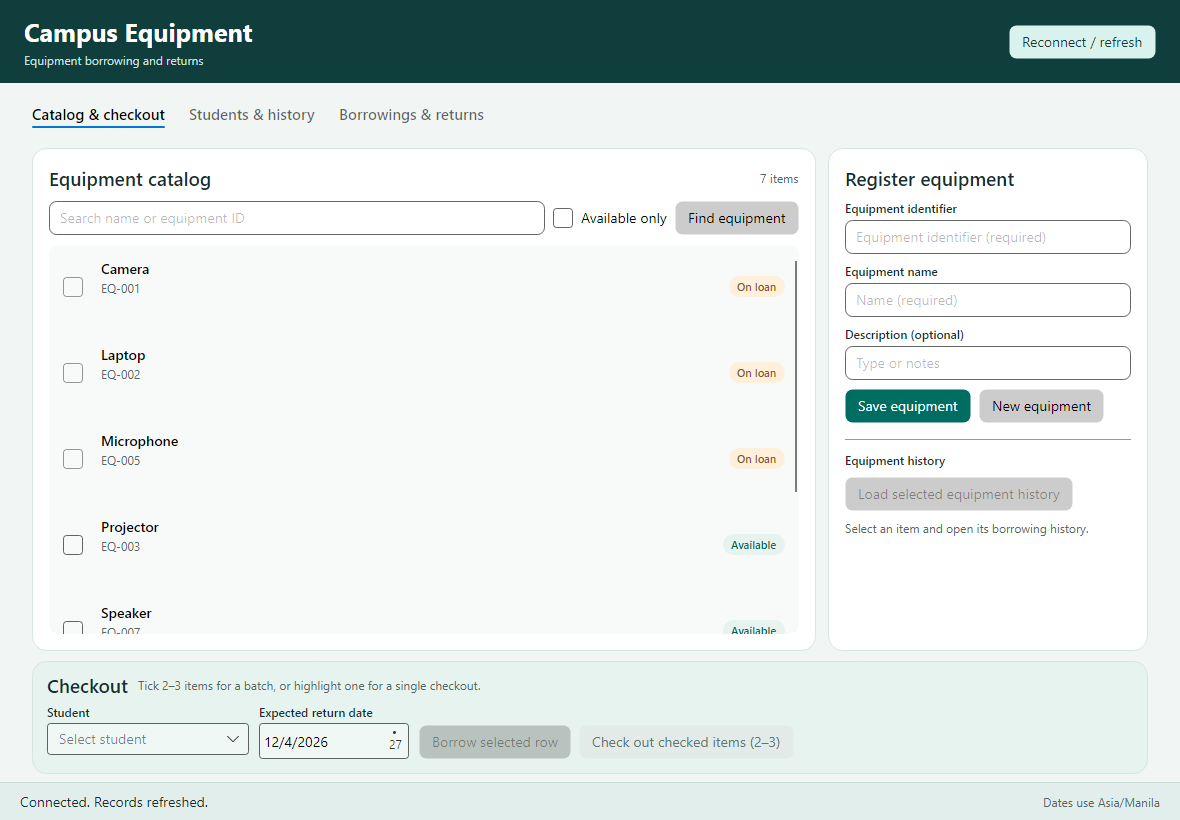 Campus Equipment
Equipment borrowing and returns
Reconnect / refresh
Catalog & checkout
Students & history
Borrowings & returns
Equipment catalog
7 items
Search name or equipment ID
Available only
Find equipment
Camera
EQ-001
On loan
Laptop
EQ-002
On loan
Microphone
EQ-005
On loan
Projector
EQ-003
Available
Speaker
EQ-007
Available
Register equipment
Equipment identifier
Equipment identifier (required)
Equipment name
Name (required)
Description (optional)
Type or notes
Save equipment
New equipment
Equipment history
Load selected equipment history
Select an item and open its borrowing history.
Checkout
Tick 2–3 items for a batch, or highlight one for a single checkout.
Student
Select student
Expected return date
12/4/2026
27
Borrow selected row
Check out checked items (2–3)
Connected. Records refreshed.
Dates use Asia/Manila